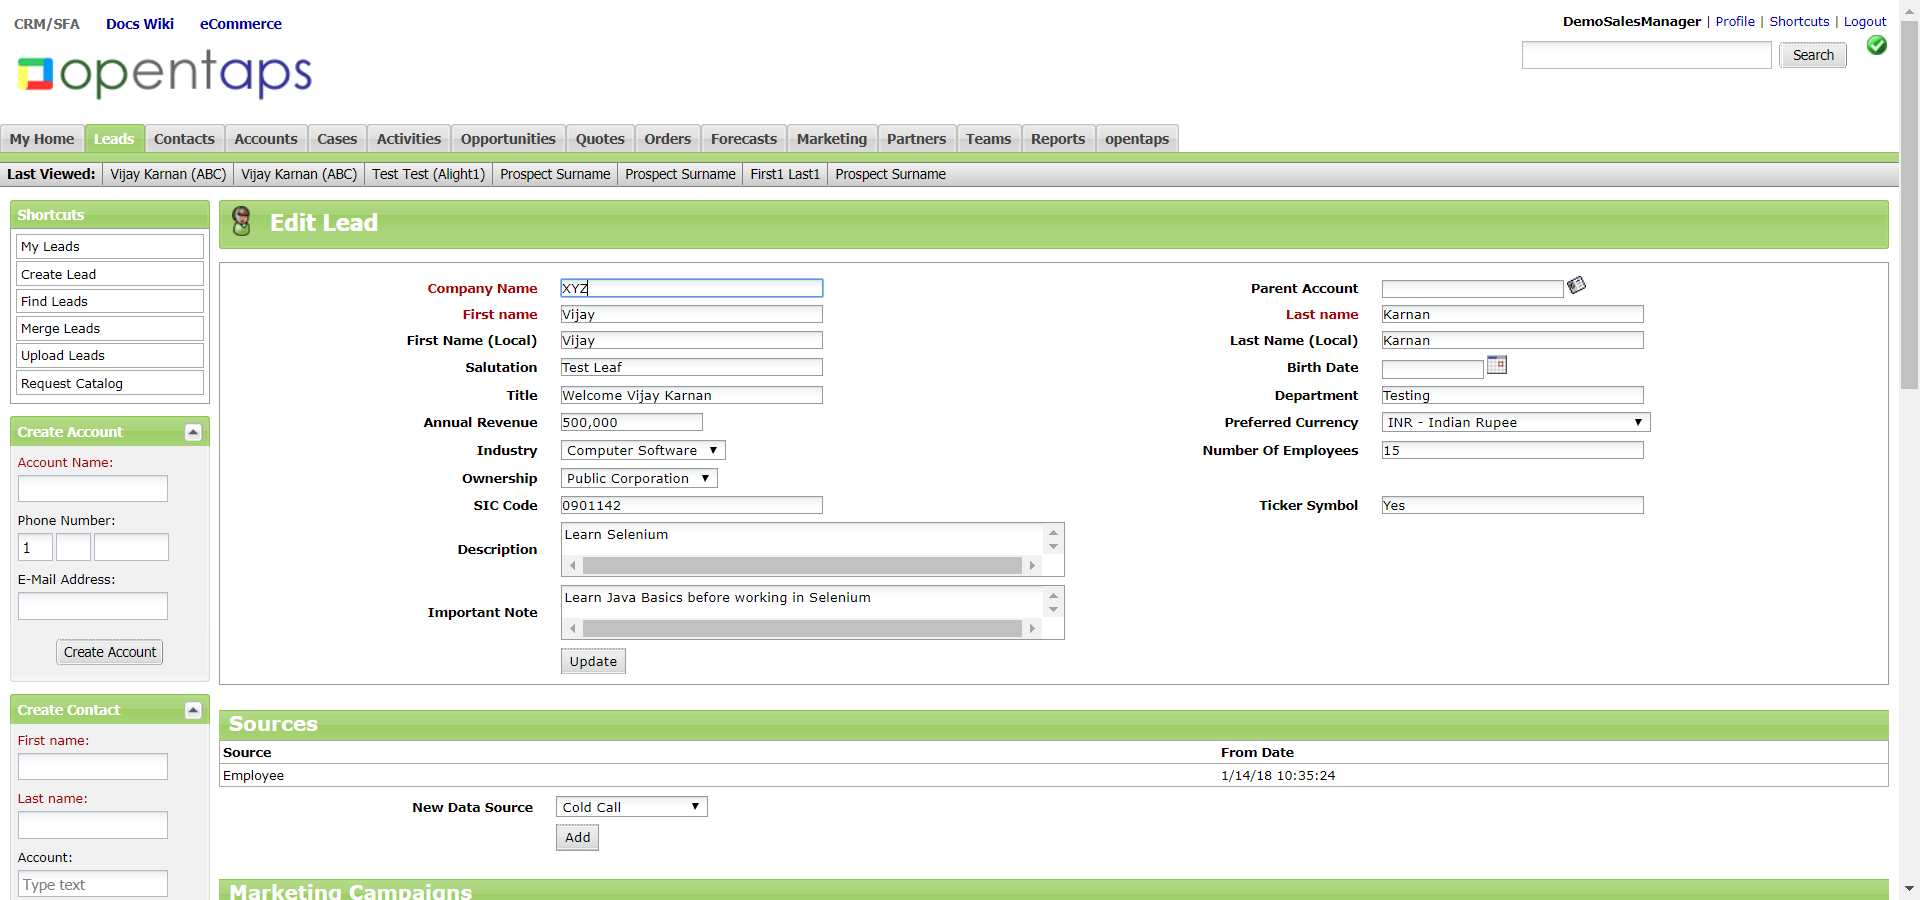 CRM/SFA Docs Wiki eCommerce
DemoSalesManager | Profile | Shortcuts | Logout
opentaps
Search
My Home Leads Contacts Accounts Cases Activities Opportunities Quotes Orders Forecasts Marketing Partners Teams Reports opentaps
Last Viewed: Vijay Karnan (ABC) Vijay Karnan (ABC) Test Test (Alight1) Prospect Surname Prospect Surname First1 Last1 Prospect Surname
Shortcuts
My Leads
Create Lead
Find Leads
Merge Leads
Upload Leads
Request Catalog
Create Account
Account Name:
Phone Number:
1
E-Mail Address:
Create Account
Create Contact
First name:
Last name:
Account:
Type text
Edit Lead
Company Name XYZ Parent Account
First name Vijay Last name Karnan
First Name (Local) Vijay Last Name (Local) Karnan
Salutation Test Leaf Birth Date
Title Welcome Vijay Karnan Department Testing
Annual Revenue 500,000 Preferred Currency INR - Indian Rupee
Industry Computer Software Number Of Employees 15
Ownership Public Corporation
SIC Code 0901142 Ticker Symbol Yes
Description Learn Selenium
Important Note Learn Java Basics before working in Selenium
Update
Sources
Source From Date
Employee 1/14/18 10:35:24
New Data Source Cold Call
Add
Marketing Campaigns